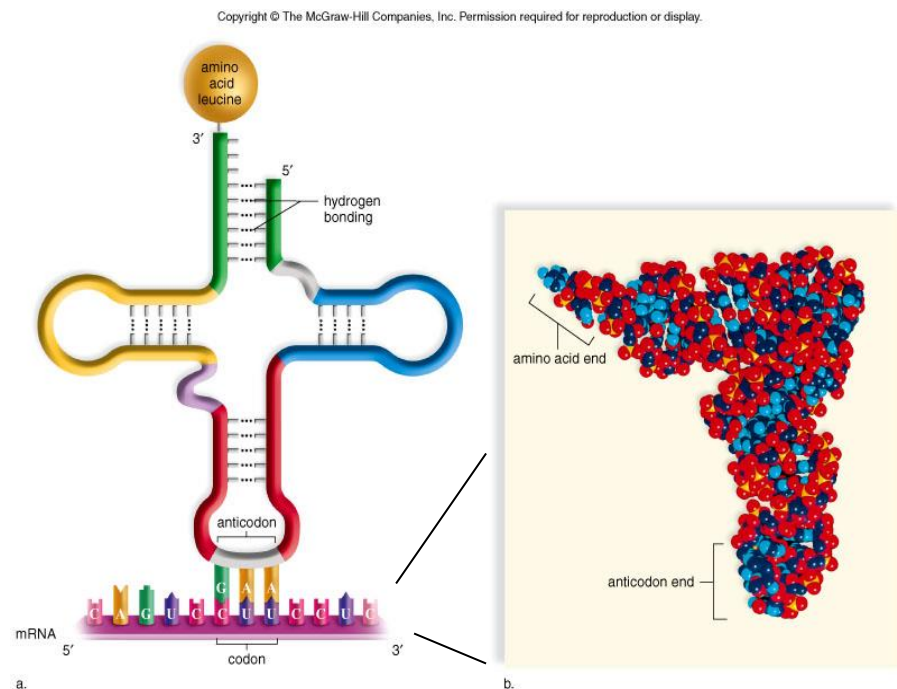 Copyright © The McGraw-Hill Companies, Inc. Permission required for reproduction or display.
amino
acid
leucine
3′
5′
hydrogen
bonding
amino acid end
anticodon
anticodon end
G A A
C A G U C C U U C C U G
mRNA
5′
3′
codon
a.
b.